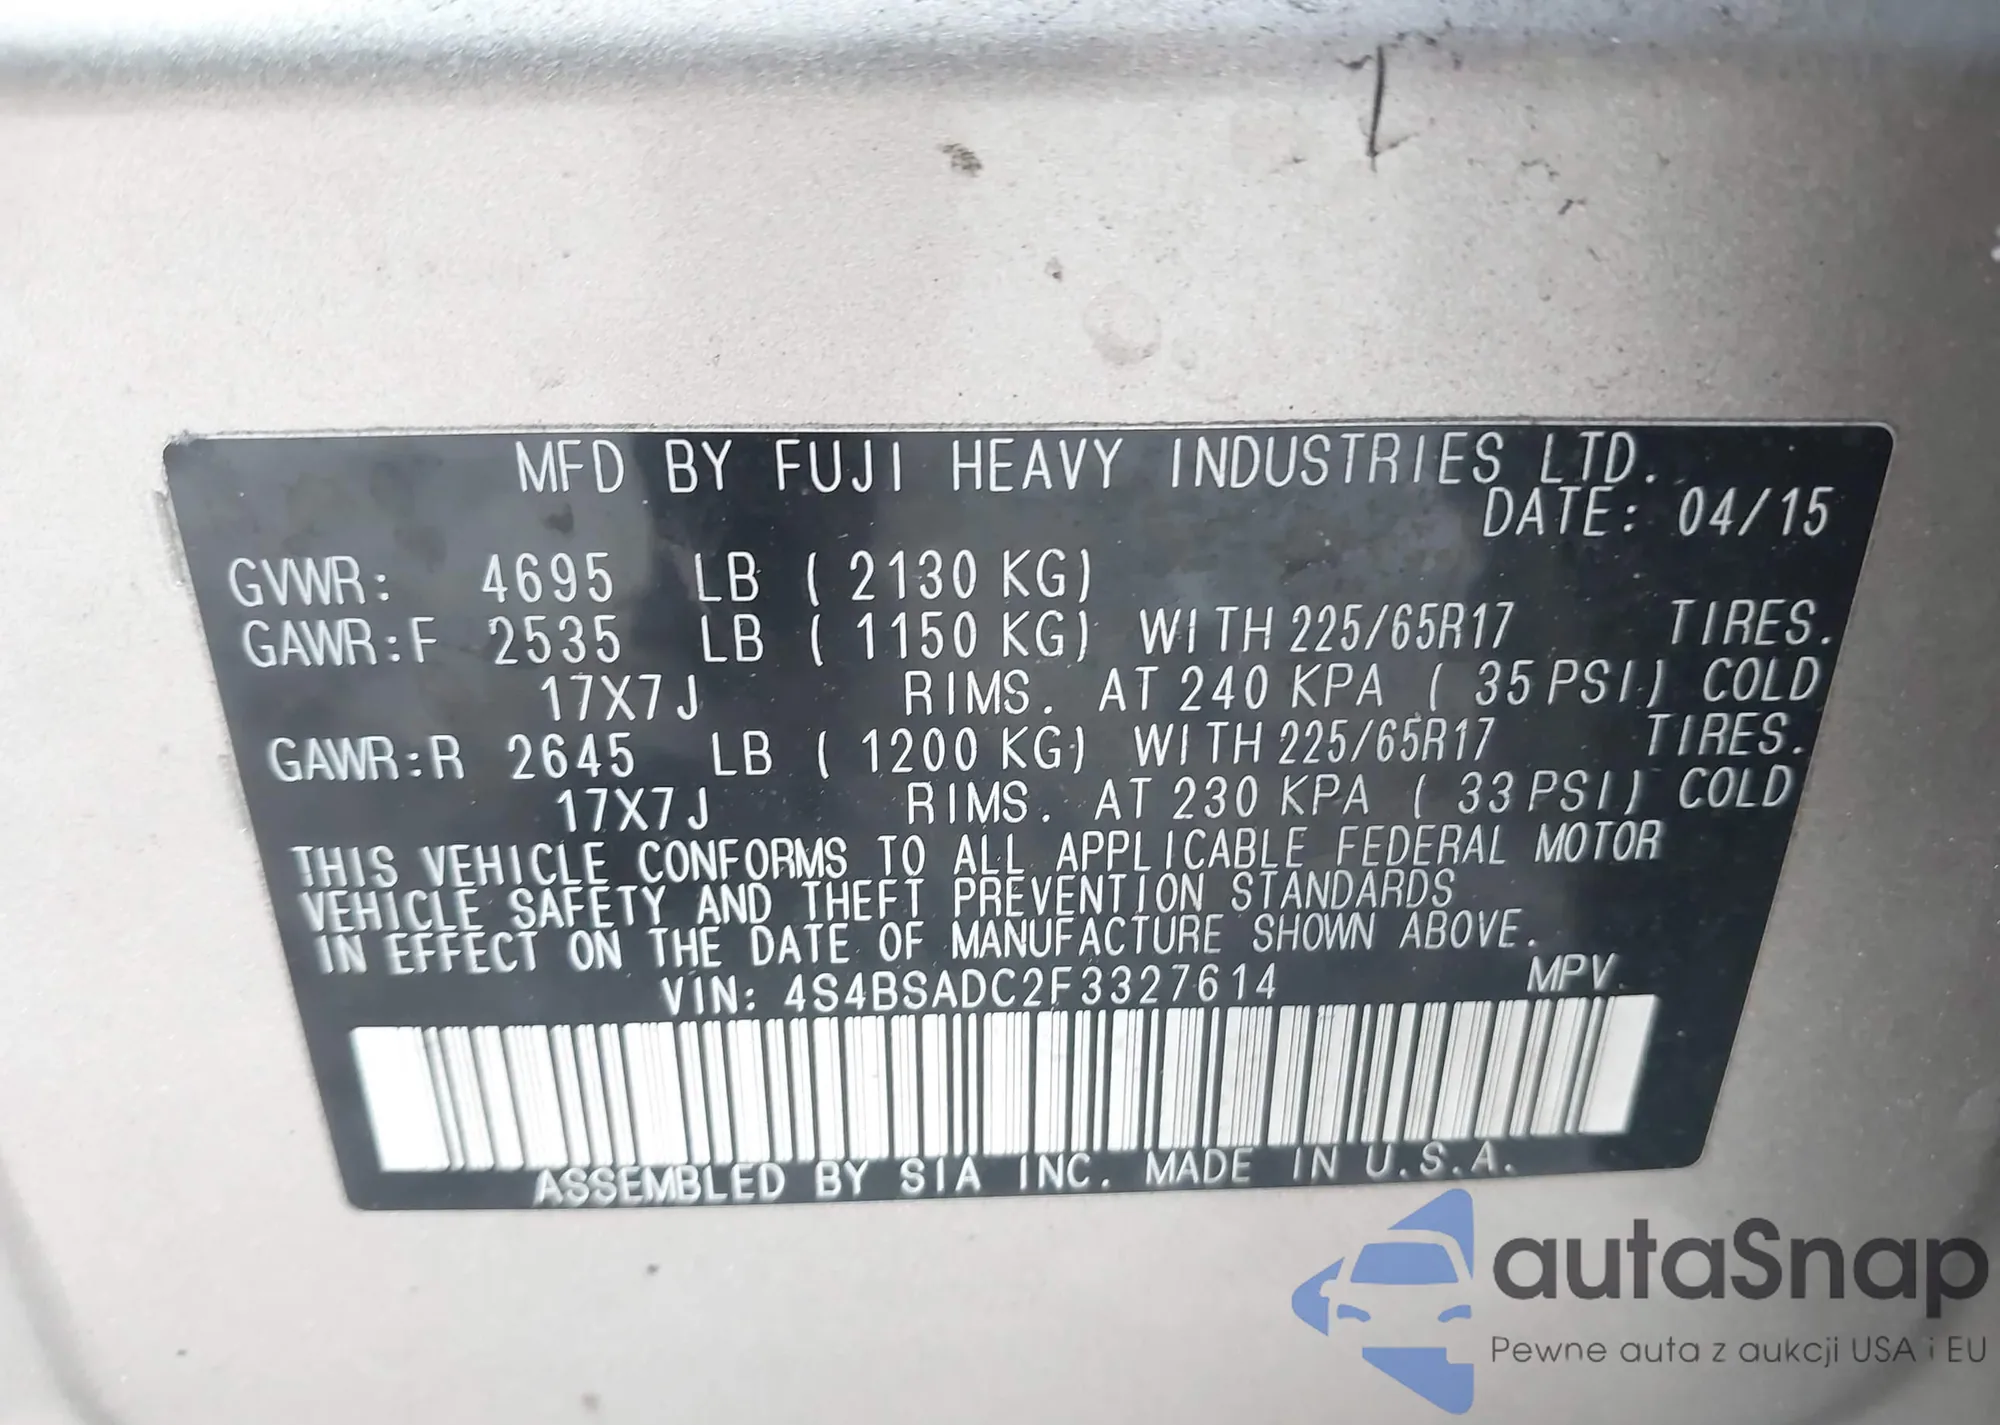 MFD BY FUJI HEAVY INDUSTRIES LTD.
DATE: 04/15
GVWR: 4695 LB ( 2130 KG)
GAWR:F 2535 LB ( 1150 KG) WITH 225/65R17 TIRES.
17X7J RIMS. AT 240 KPA ( 35 PSI) COLD
GAWR:R 2645 LB ( 1200 KG) WITH 225/65R17 TIRES.
17X7J RIMS. AT 230 KPA ( 33 PSI) COLD
THIS VEHICLE CONFORMS TO ALL APPLICABLE FEDERAL MOTOR
VEHICLE SAFETY AND THEFT PREVENTION STANDARDS
IN EFFECT ON THE DATE OF MANUFACTURE SHOWN ABOVE.
VIN: 4S4BSADC2F3327614 MPV
ASSEMBLED BY SIA INC. MADE IN U.S.A.
autaSnap
Pewne auta z aukcji USA i EU